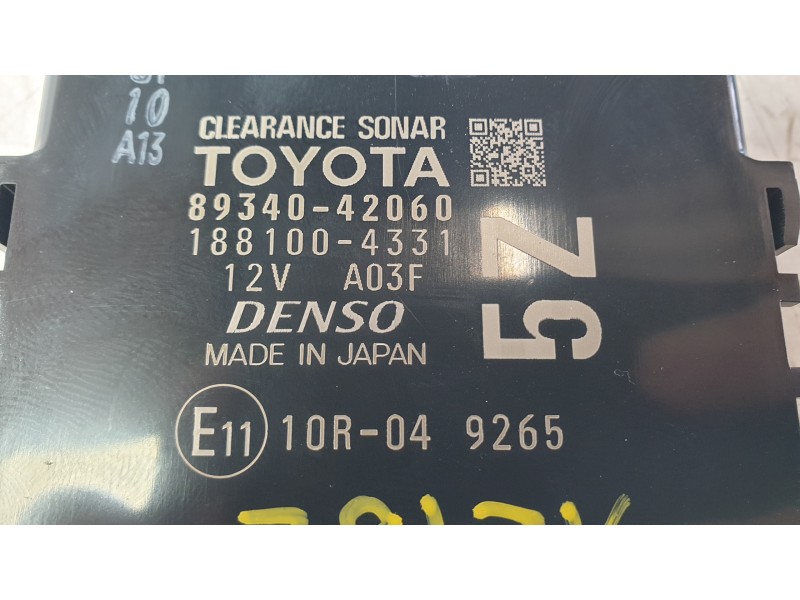 10
A13
CLEARANCE SONAR
TOYOTA
89340-42060
188100-4331
12V A03F
DENSO
MADE IN JAPAN
5Z
E11 10R-04 9265